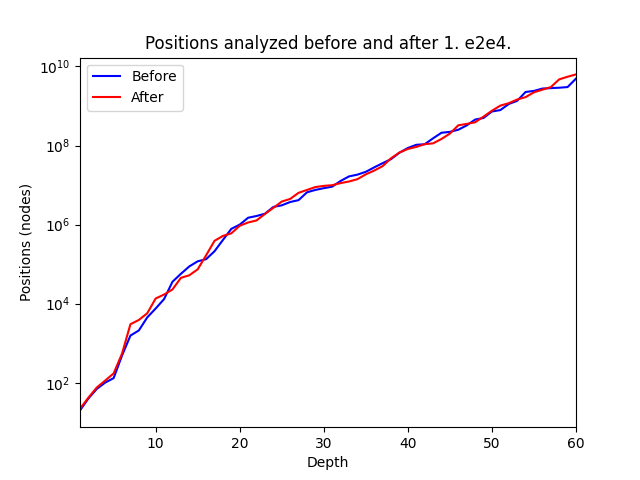 Positions analyzed before and after 1. e2e4.
Before
After
Positions (nodes)
10^10
10^8
10^6
10^4
10^2
10 20 30 40 50 60
Depth